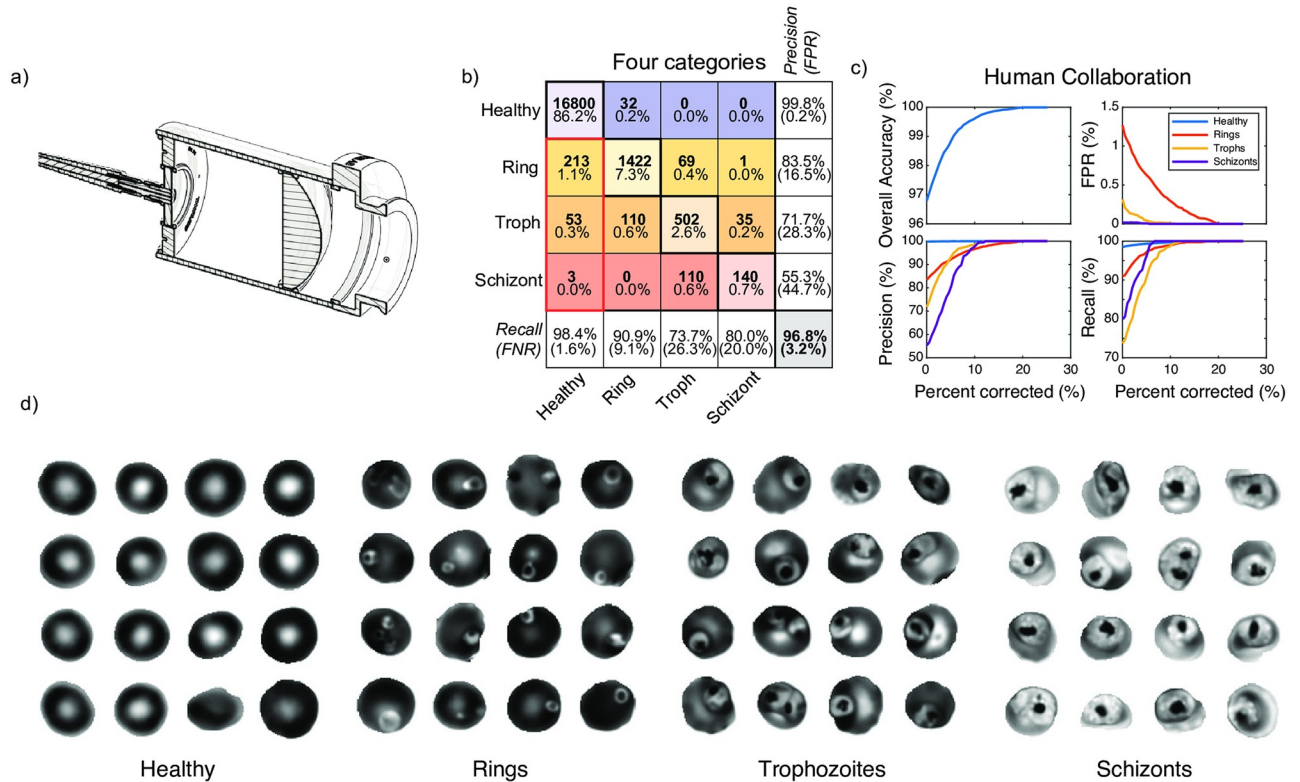 a)
b)
Four categories
Precision
(FPR)
Healthy
16800
86.2%
32
0.2%
0
0.0%
0
0.0%
99.8%
(0.2%)
Ring
213
1.1%
1422
7.3%
69
0.4%
1
0.0%
83.5%
(16.5%)
Troph
53
0.3%
110
0.6%
502
2.6%
35
0.2%
71.7%
(28.3%)
Schizont
3
0.0%
0
0.0%
110
0.6%
140
0.7%
55.3%
(44.7%)
Recall
(FNR)
98.4%
(1.6%)
90.9%
(9.1%)
73.7%
(26.3%)
80.0%
(20.0%)
96.8%
(3.2%)
Healthy
Ring
Troph
Schizont
c)
Human Collaboration
Overall Accuracy (%)
100
99
98
97
96
FPR (%)
1.5
1
0.5
0
Healthy
Rings
Trophs
Schizonts
Precision (%)
100
90
80
70
60
50
0
10
20
30
Percent corrected (%)
Recall (%)
100
90
80
70
0
10
20
30
Percent corrected (%)
d)
Healthy
Rings
Trophozoites
Schizonts